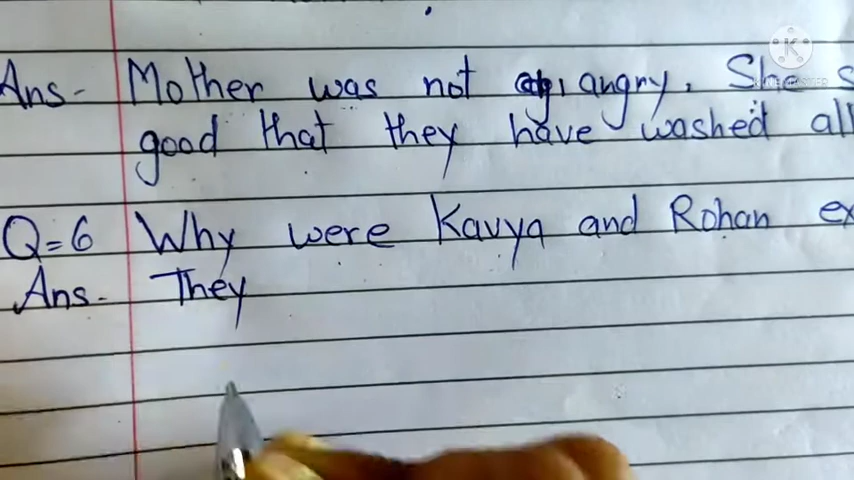 Ans- Mother was not angry. She s
good that they have washed all
Q=6 Why were Kavya and Rohan ex
Ans. They